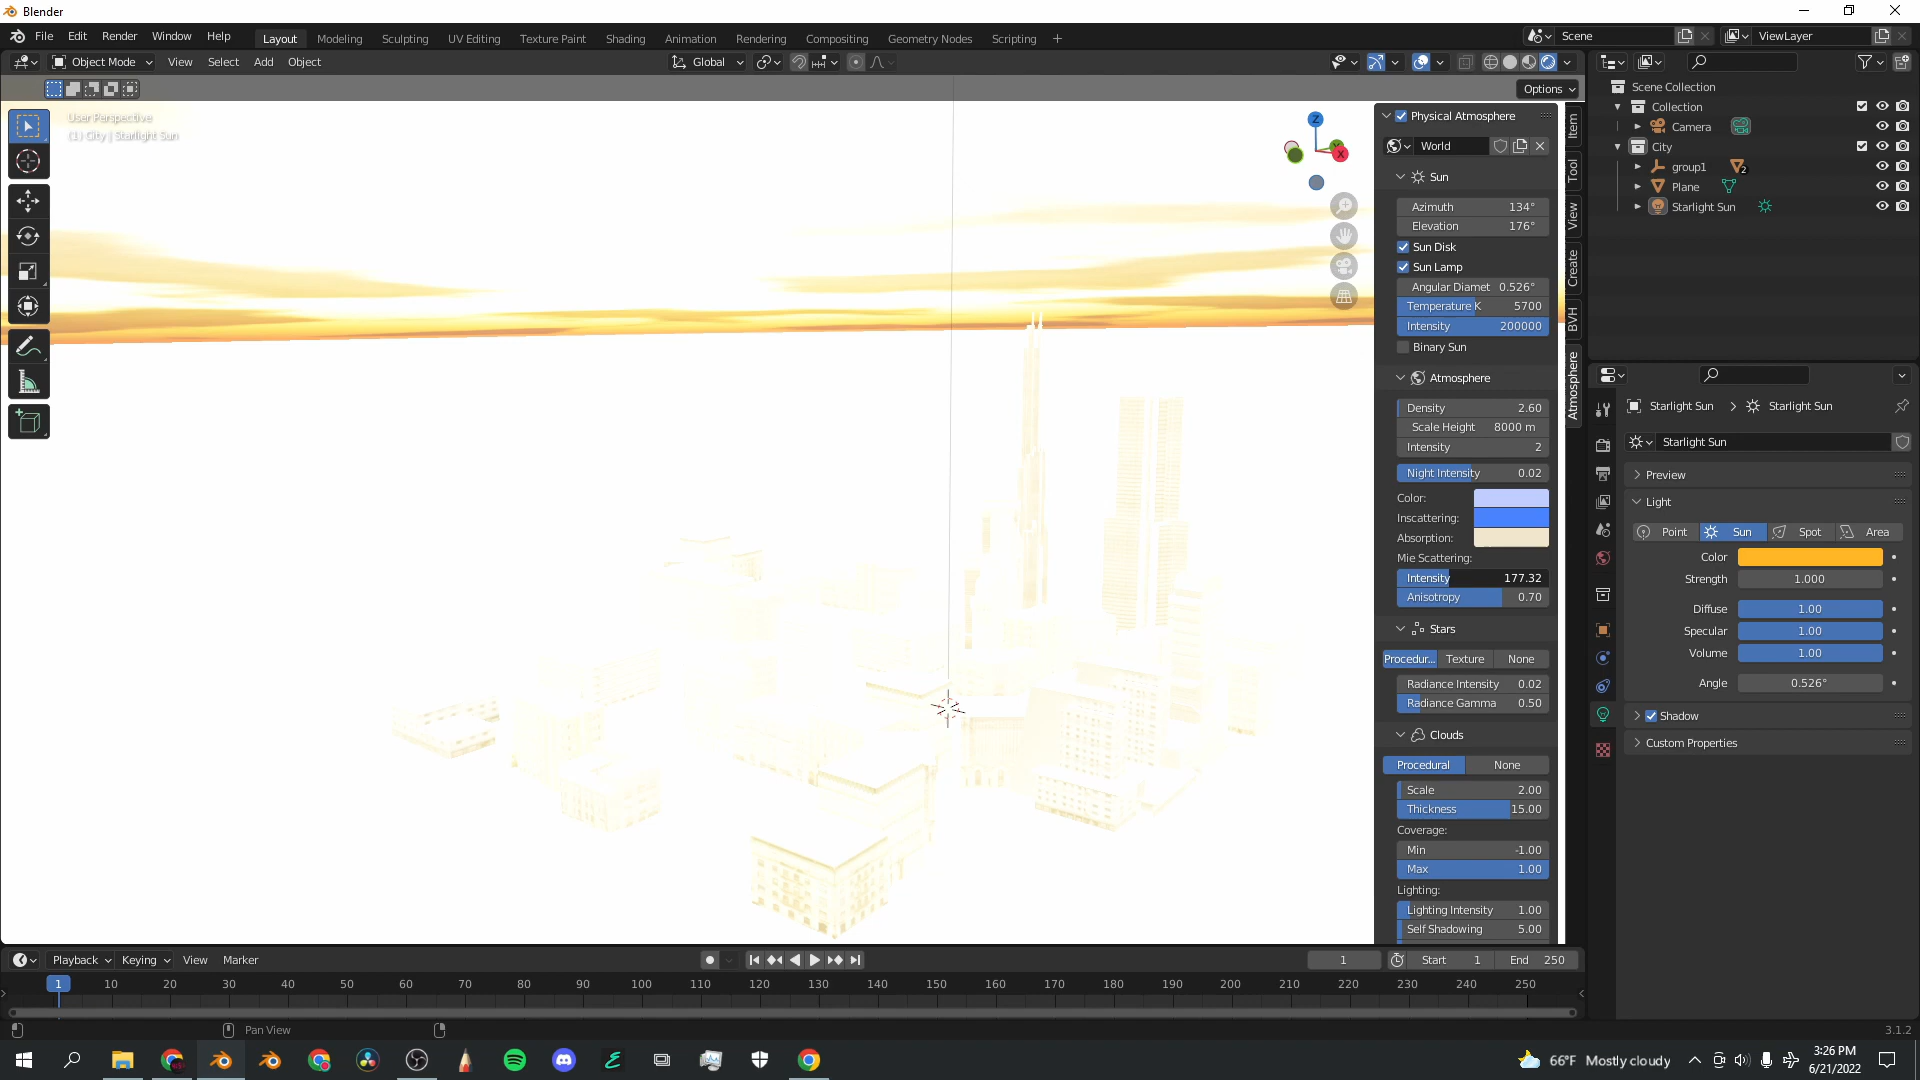 Blender
File Edit Render Window Help Layout Modeling Sculpting UV Editing Texture Paint Shading Animation Rendering Compositing Geometry Nodes Scripting + Scene ViewLayer
Object Mode View Select Add Object Global
Options
User Perspective
(1) City | Starlight Sun
Z
Y
X
Physical Atmosphere
World
Sun
Azimuth 134°
Elevation 176°
Sun Disk
Sun Lamp
Angular Diamet 0.526°
Temperature K 5700
Intensity 200000
Binary Sun
Atmosphere
Density 2.60
Scale Height 8000 m
Intensity 2
Night Intensity 0.02
Color:
Inscattering:
Absorption:
Mie Scattering:
Intensity 177.32
Anisotropy 0.70
Stars
Procedur... Texture None
Radiance Intensity 0.02
Radiance Gamma 0.50
Clouds
Procedural None
Scale 2.00
Thickness 15.00
Coverage:
Min -1.00
Max 1.00
Lighting:
Lighting Intensity 1.00
Self Shadowing 5.00
Item
Tool
View
Create
BVH
Atmosphere
Scene Collection
Collection
Camera
City
group1 2
Plane
Starlight Sun
Starlight Sun > Starlight Sun
Starlight Sun
Preview
Light
Point Sun Spot Area
Color
Strength 1.000
Diffuse 1.00
Specular 1.00
Volume 1.00
Angle 0.526°
Shadow
Custom Properties
Playback Keying View Marker 1 Start 1 End 250
1 10 20 30 40 50 60 70 80 90 100 110 120 130 140 150 160 170 180 190 200 210 220 230 240 250
Pan View 3.1.2
66°F Mostly cloudy
3:26 PM
6/21/2022